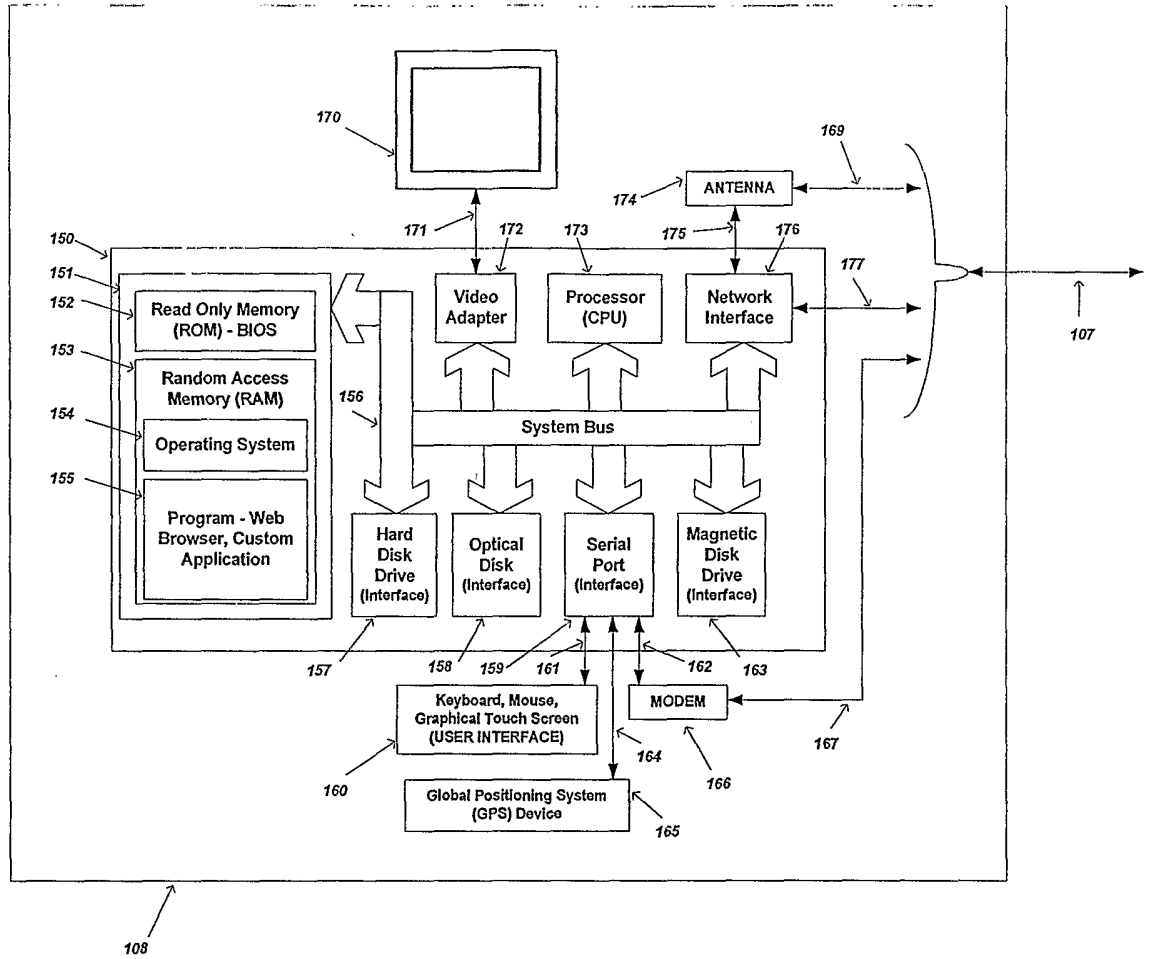 170
169
174
ANTENNA
171
172
173
175
176
150
151
152
177
107
Video
Adapter
Processor
(CPU)
Network
Interface
Read Only Memory
(ROM) - BIOS
153
Random Access
Memory (RAM)
154
156
Operating System
System Bus
155
Program - Web
Browser, Custom
Application
Hard
Disk
Drive
(Interface)
Optical
Disk
(Interface)
Serial
Port
(Interface)
Magnetic
Disk
Drive
(Interface)
157
158
159
161
162
163
Keyboard, Mouse,
Graphical Touch Screen
(USER INTERFACE)
MODEM
167
160
164
166
Global Positioning System
(GPS) Device
165
108